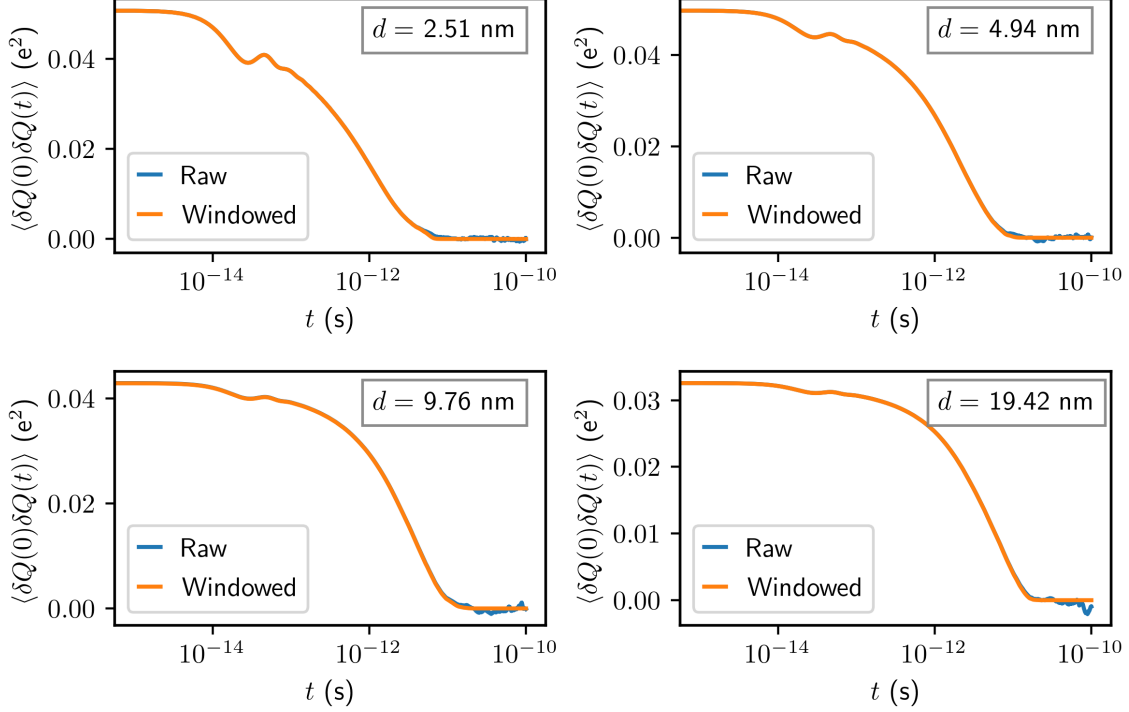 d = 2.51 nm
⟨δQ(0)δQ(t)⟩ (e²)
0.04
0.02
0.00
Raw
Windowed
10⁻¹⁴
10⁻¹²
10⁻¹⁰
t (s)
d = 4.94 nm
⟨δQ(0)δQ(t)⟩ (e²)
0.04
0.02
0.00
Raw
Windowed
10⁻¹⁴
10⁻¹²
10⁻¹⁰
t (s)
d = 9.76 nm
⟨δQ(0)δQ(t)⟩ (e²)
0.04
0.02
0.00
Raw
Windowed
10⁻¹⁴
10⁻¹²
10⁻¹⁰
t (s)
d = 19.42 nm
⟨δQ(0)δQ(t)⟩ (e²)
0.03
0.02
0.01
0.00
Raw
Windowed
10⁻¹⁴
10⁻¹²
10⁻¹⁰
t (s)